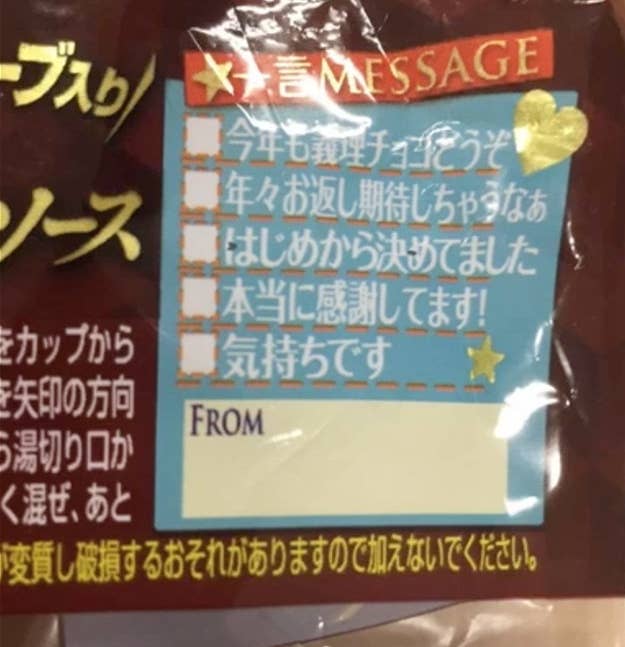 ーブ入り
★一言MESSAGE
今年も義理チョコどうぞ
年々お返し期待しちゃうなぁ
はじめから決めてました
本当に感謝してます!
気持ちです
FROM
ソース
をカップから
を矢印の方向
ら湯切り口か
く混ぜ、あと
が変質し破損するおそれがありますので加えないでください。